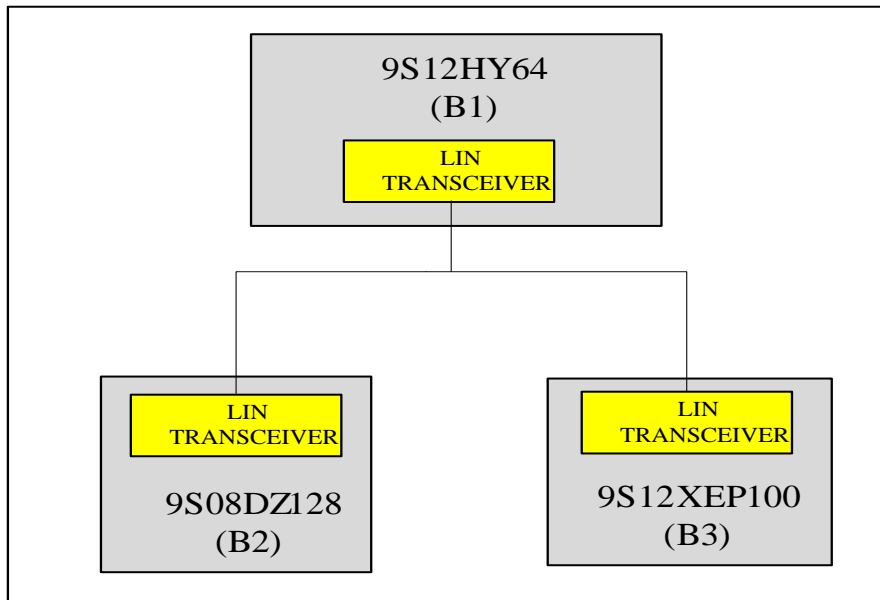 9S12HY64
(B1)
LIN
TRANSCEIVER
LIN
TRANSCEIVER
9S08DZ128
(B2)
LIN
TRANSCEIVER
9S12XEP100
(B3)